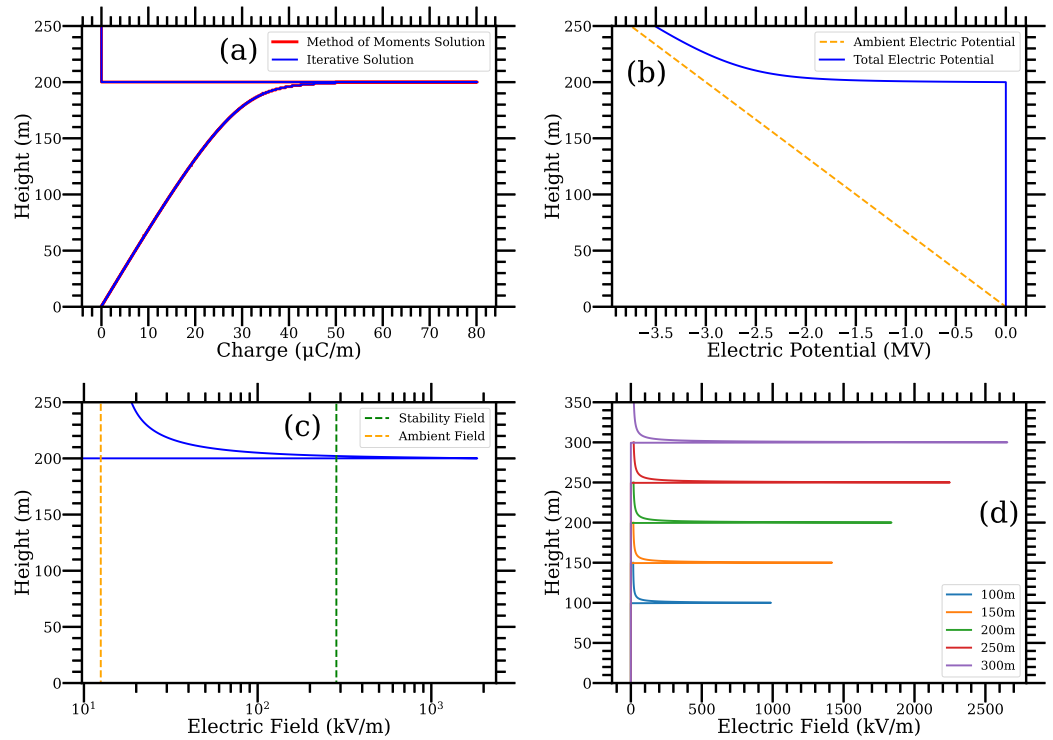 250
200
150
100
50
0
Height (m)
(a)
Method of Moments Solution
Iterative Solution
0 10 20 30 40 50 60 70 80
Charge (μC/m)
250
200
150
100
50
0
Height (m)
(b)
Ambient Electric Potential
Total Electric Potential
−3.5 −3.0 −2.5 −2.0 −1.5 −1.0 −0.5 0.0
Electric Potential (MV)
250
200
150
100
50
0
Height (m)
(c)
Stability Field
Ambient Field
10¹ 10² 10³
Electric Field (kV/m)
350
300
250
200
150
100
50
0
Height (m)
(d)
100m
150m
200m
250m
300m
0 500 1000 1500 2000 2500
Electric Field (kV/m)